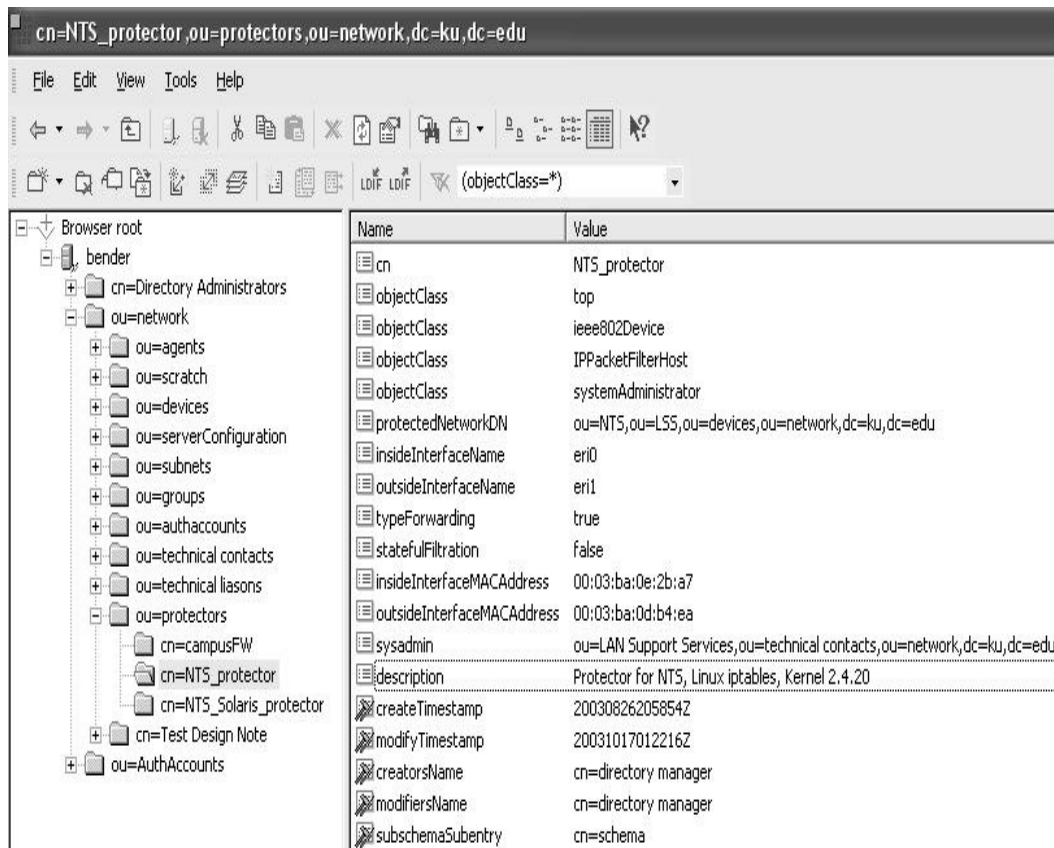 cn=NTS_protector,ou=protectors,ou=network,dc=ku,dc=edu
File Edit View Tools Help
LDIF LDIF (objectClass=*)
Browser root
bender
cn=Directory Administrators
ou=network
ou=agents
ou=scratch
ou=devices
ou=serverConfiguration
ou=subnets
ou=groups
ou=authaccounts
ou=technical contacts
ou=technical liasons
ou=protectors
cn=campusFW
cn=NTS_protector
cn=NTS_Solaris_protector
cn=Test Design Note
ou=AuthAccounts
Name Value
cn NTS_protector
objectClass top
objectClass ieee802Device
objectClass IPPacketFilterHost
objectClass systemAdministrator
protectedNetworkDN ou=NTS,ou=LSS,ou=devices,ou=network,dc=ku,dc=edu
insideInterfaceName eri0
outsideInterfaceName eri1
typeForwarding true
statefulFiltration false
insideInterfaceMACAddress 00:03:ba:0e:2b:a7
outsideInterfaceMACAddress 00:03:ba:0d:b4:ea
sysadmin ou=LAN Support Services,ou=technical contacts,ou=network,dc=ku,dc=edu
description Protector for NTS, Linux iptables, Kernel 2.4.20
createTimestamp 20030826205854Z
modifyTimestamp 20031017012216Z
creatorsName cn=directory manager
modifiersName cn=directory manager
subschemaSubentry cn=schema